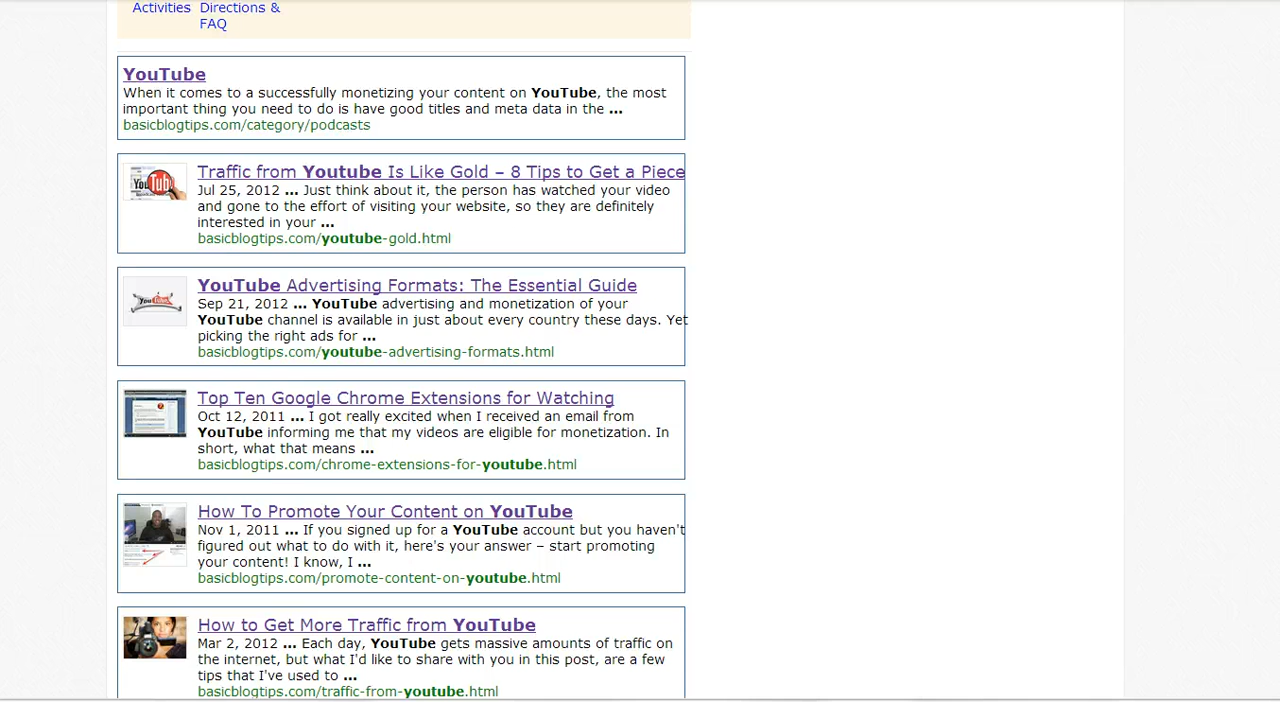 Activities Directions &
FAQ
YouTube
When it comes to a successfully monetizing your content on YouTube, the most
important thing you need to do is have good titles and meta data in the ...
basicblogtips.com/category/podcasts
You Tub
Traffic from Youtube Is Like Gold – 8 Tips to Get a Piece
Jul 25, 2012 ... Just think about it, the person has watched your video
and gone to the effort of visiting your website, so they are definitely
interested in your ...
basicblogtips.com/youtube-gold.html
YouTube Advertising Formats: The Essential Guide
Sep 21, 2012 ... YouTube advertising and monetization of your
YouTube channel is available in just about every country these days. Yet
picking the right ads for ...
basicblogtips.com/youtube-advertising-formats.html
Top Ten Google Chrome Extensions for Watching
Oct 12, 2011 ... I got really excited when I received an email from
YouTube informing me that my videos are eligible for monetization. In
short, what that means ...
basicblogtips.com/chrome-extensions-for-youtube.html
How To Promote Your Content on YouTube
Nov 1, 2011 ... If you signed up for a YouTube account but you haven't
figured out what to do with it, here's your answer – start promoting
your content! I know, I ...
basicblogtips.com/promote-content-on-youtube.html
How to Get More Traffic from YouTube
Mar 2, 2012 ... Each day, YouTube gets massive amounts of traffic on
the internet, but what I'd like to share with you in this post, are a few
tips that I've used to ...
basicblogtips.com/traffic-from-youtube.html